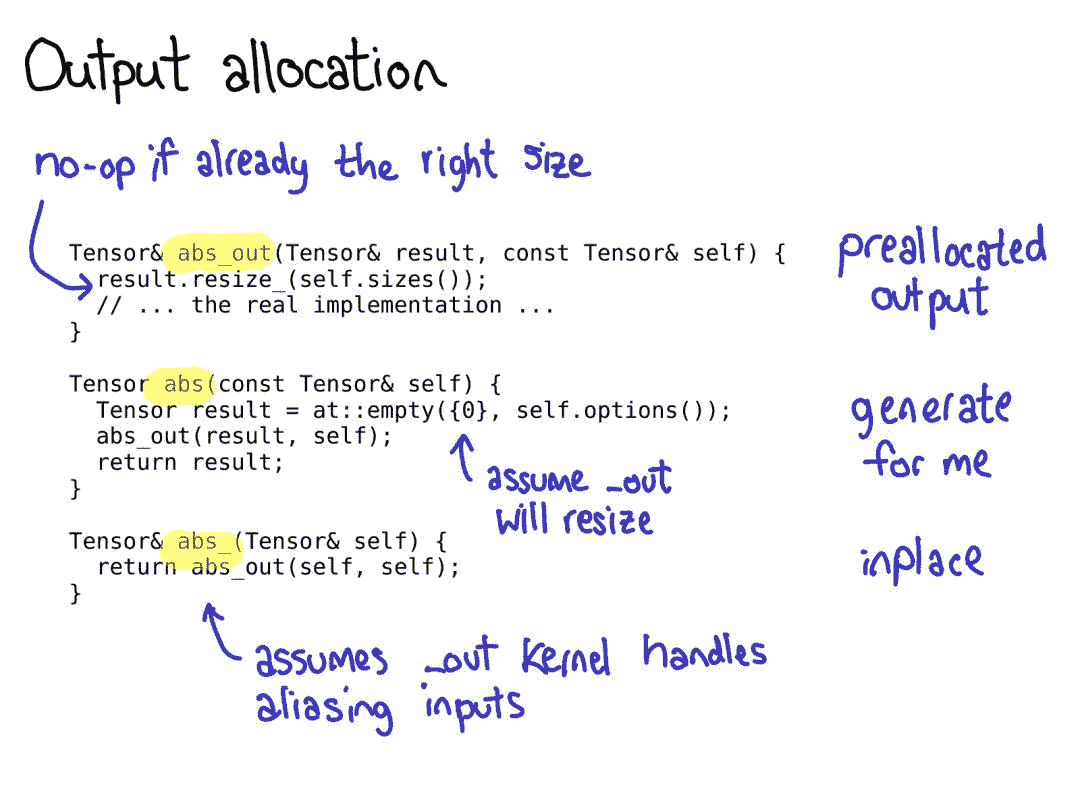 Output allocation
no-op if already the right size
Tensor& abs_out(Tensor& result, const Tensor& self) {
  result.resize_(self.sizes());
  // ... the real implementation ...
}
preallocated
output
Tensor abs(const Tensor& self) {
  Tensor result = at::empty({0}, self.options());
  abs_out(result, self);
  return result;
}
generate
for me
assume _out
will resize
Tensor& abs_(Tensor& self) {
  return abs_out(self, self);
}
inplace
assumes _out kernel handles
aliasing inputs